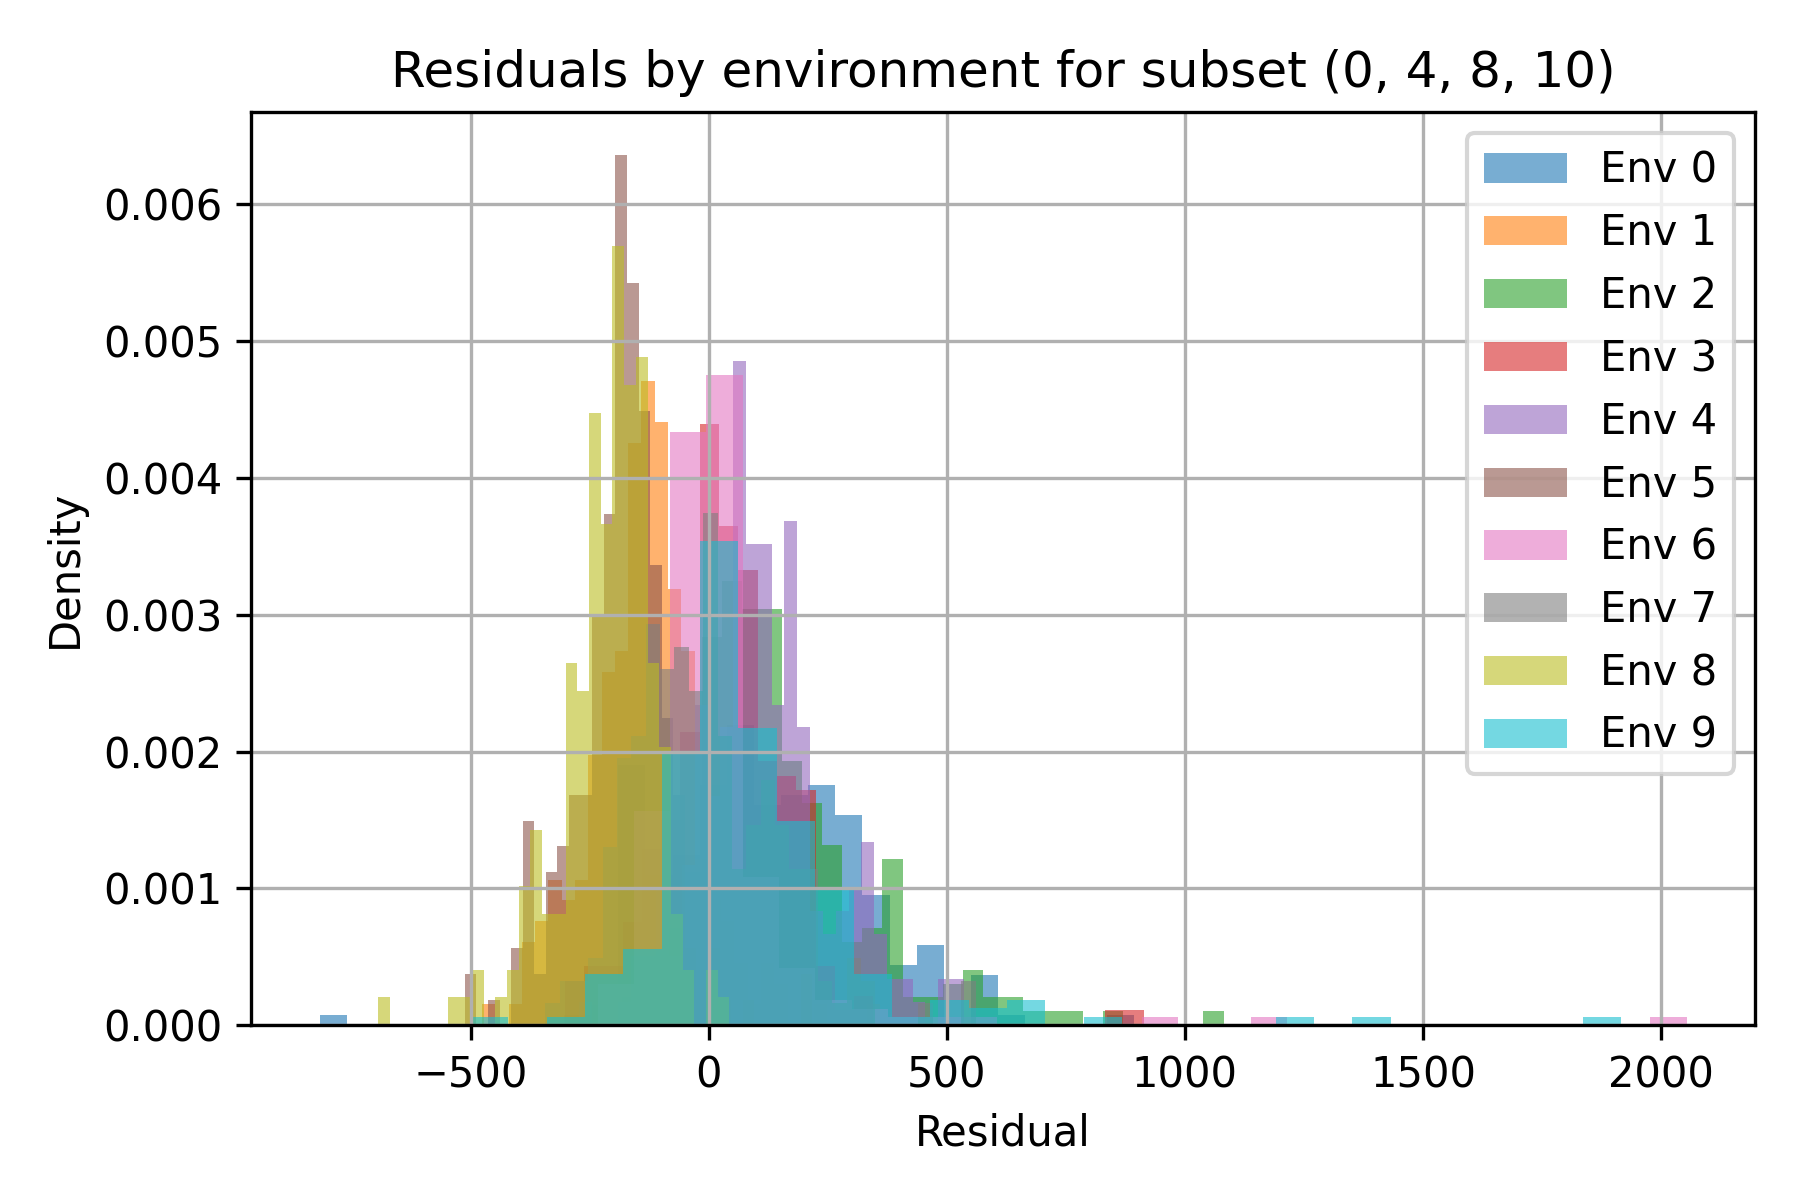 Residuals by environment for subset (0, 4, 8, 10)
Env 0
Env 1
Env 2
Env 3
Env 4
Env 5
Env 6
Env 7
Env 8
Env 9
Density
0.006
0.005
0.004
0.003
0.002
0.001
0.000
−500 0 500 1000 1500 2000
Residual